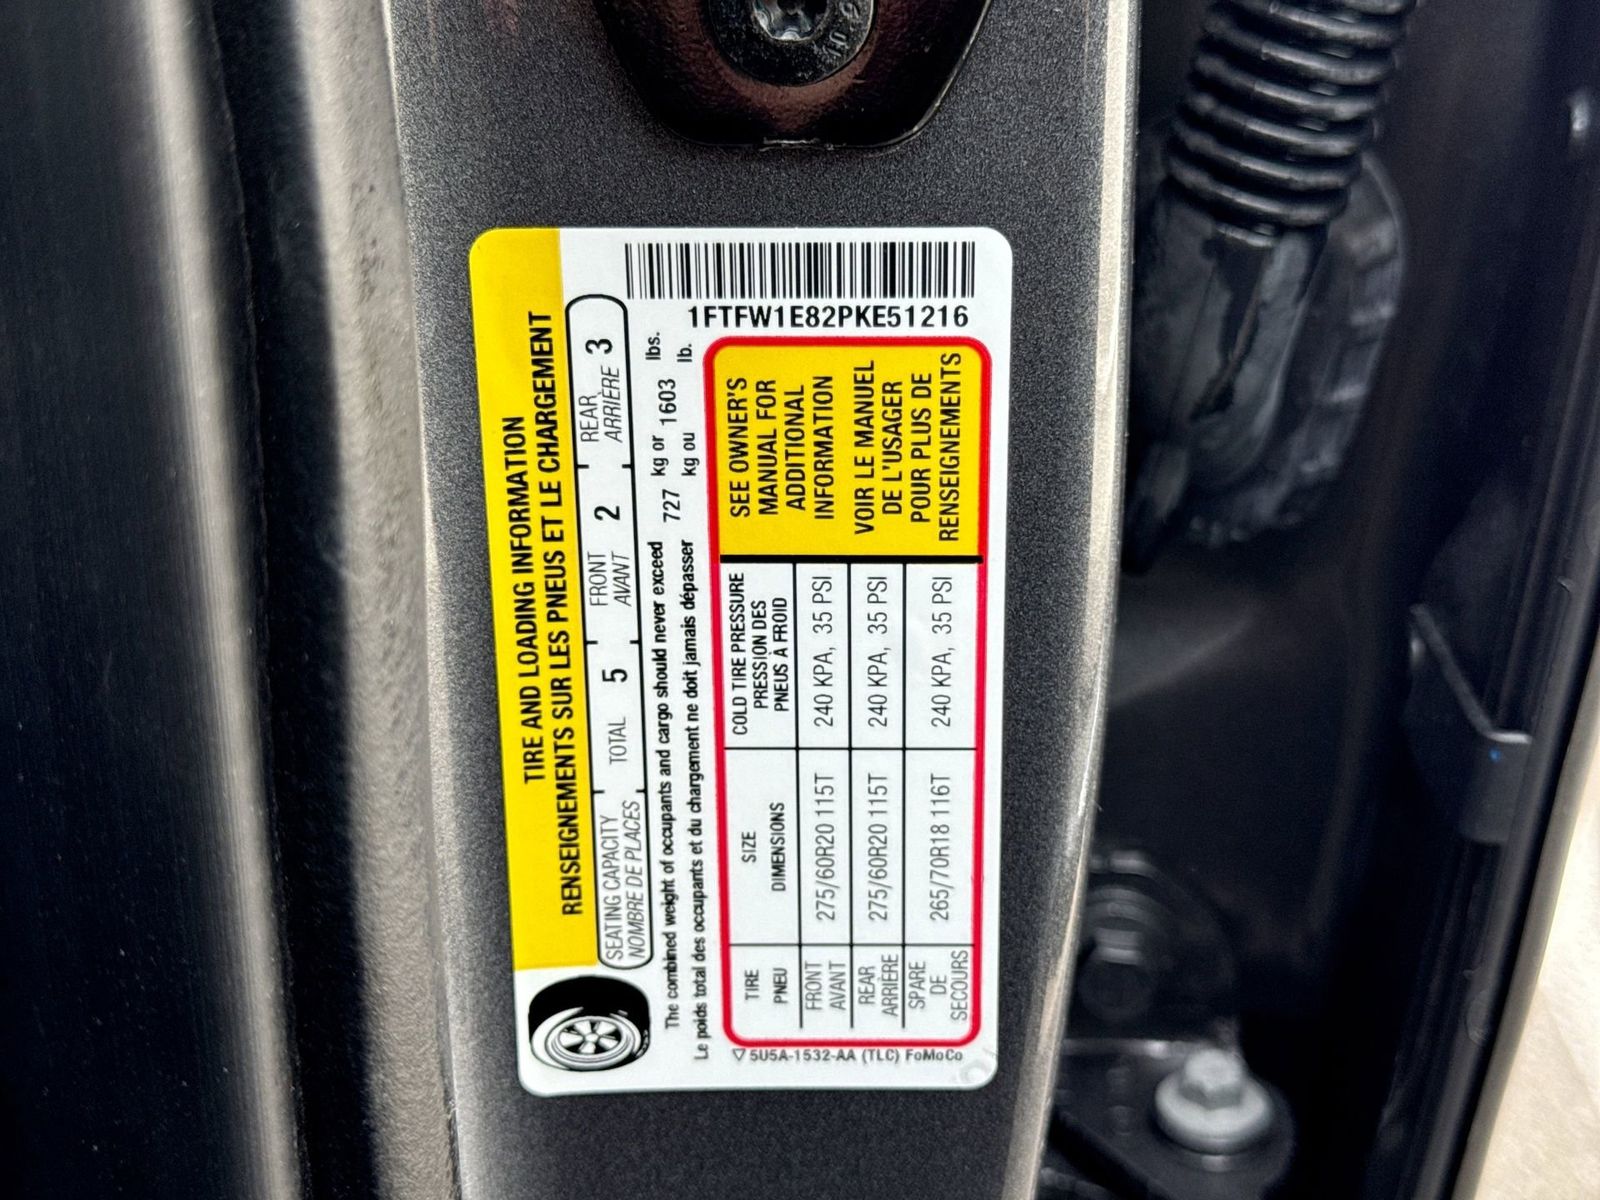 TIRE AND LOADING INFORMATION
RENSEIGNEMENTS SUR LES PNEUS ET LE CHARGEMENT
SEATING CAPACITY TOTAL 5 FRONT 2 REAR 3
NOMBRE DE PLACES AVANT ARRIÈRE
The combined weight of occupants and cargo should never exceed 727 kg or 1603 lbs.
Le poids total des occupants et du chargement ne doit jamais dépasser kg ou lb.
1FTFW1E82PKE51216
TIRE SIZE COLD TIRE PRESSURE
PNEU DIMENSIONS PRESSION DES
PNEUS À FROID
FRONT 275/60R20 115T 240 KPA, 35 PSI
AVANT
REAR 275/60R20 115T 240 KPA, 35 PSI
ARRIÈRE
SPARE 265/70R18 116T 240 KPA, 35 PSI
DE
SECOURS
SEE OWNER'S
MANUAL FOR
ADDITIONAL
INFORMATION
VOIR LE MANUEL
DE L'USAGER
POUR PLUS DE
RENSEIGNEMENTS
5U5A-1532-AA (TLC) FoMoCo